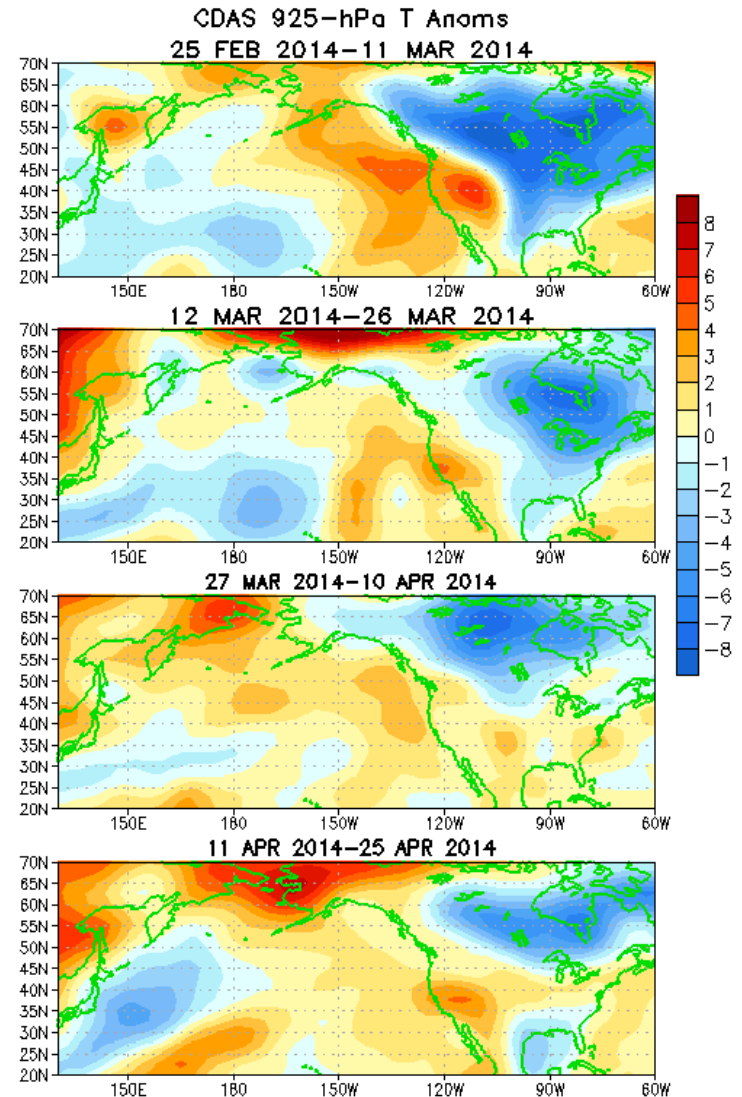 CDAS 925-hPa T Anoms
25 FEB 2014-11 MAR 2014
70N
65N
60N
55N
50N
45N
40N
35N
30N
25N
20N
150E 180 150W 120W 90W 60W
12 MAR 2014-26 MAR 2014
70N
65N
60N
55N
50N
45N
40N
35N
30N
25N
20N
150E 180 150W 120W 90W 60W
27 MAR 2014-10 APR 2014
70N
65N
60N
55N
50N
45N
40N
35N
30N
25N
20N
150E 180 150W 120W 90W 60W
11 APR 2014-25 APR 2014
70N
65N
60N
55N
50N
45N
40N
35N
30N
25N
20N
150E 180 150W 120W 90W 60W
8
7
6
5
4
3
2
1
0
-1
-2
-3
-4
-5
-6
-7
-8